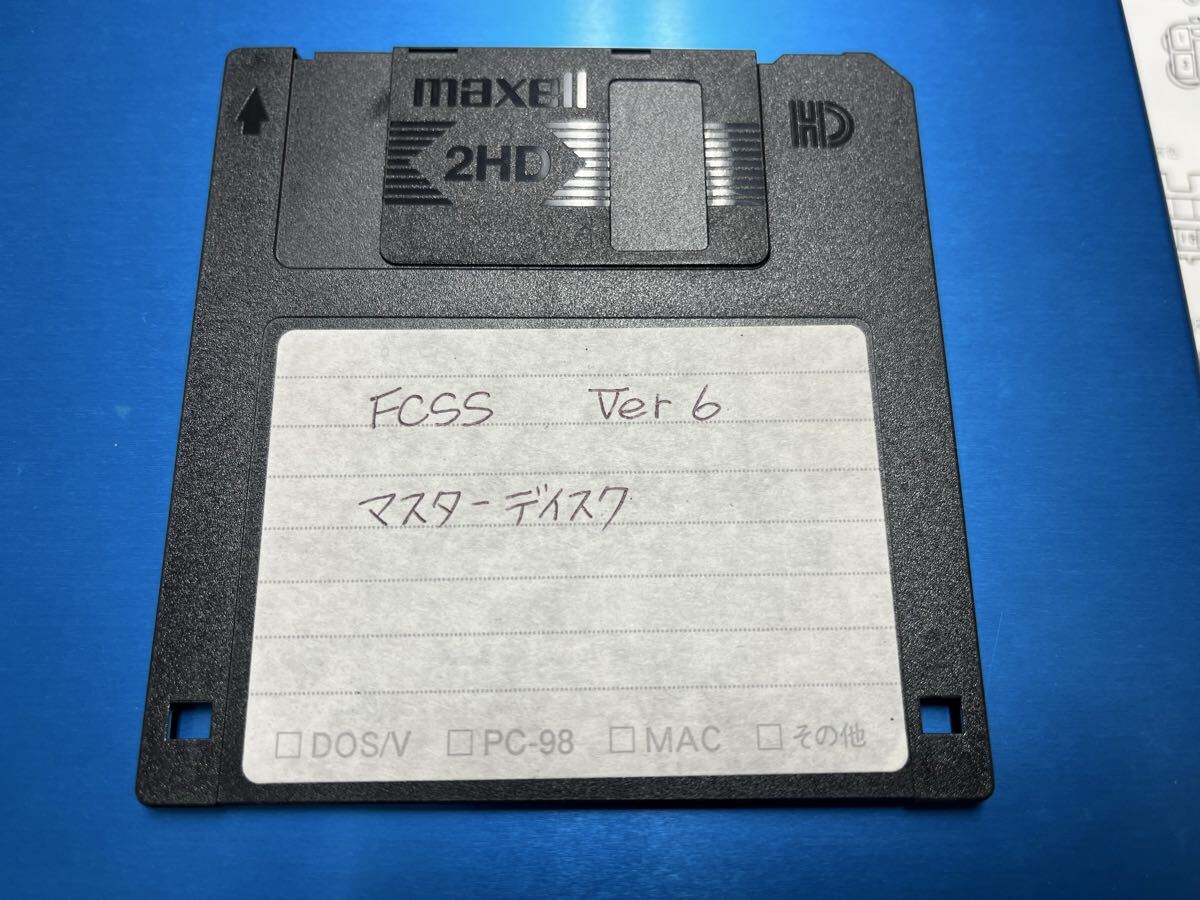 maxell
2HD
HD
FCSS Ver 6
マスターディスク
□DOS/V □PC-98 □MAC □その他